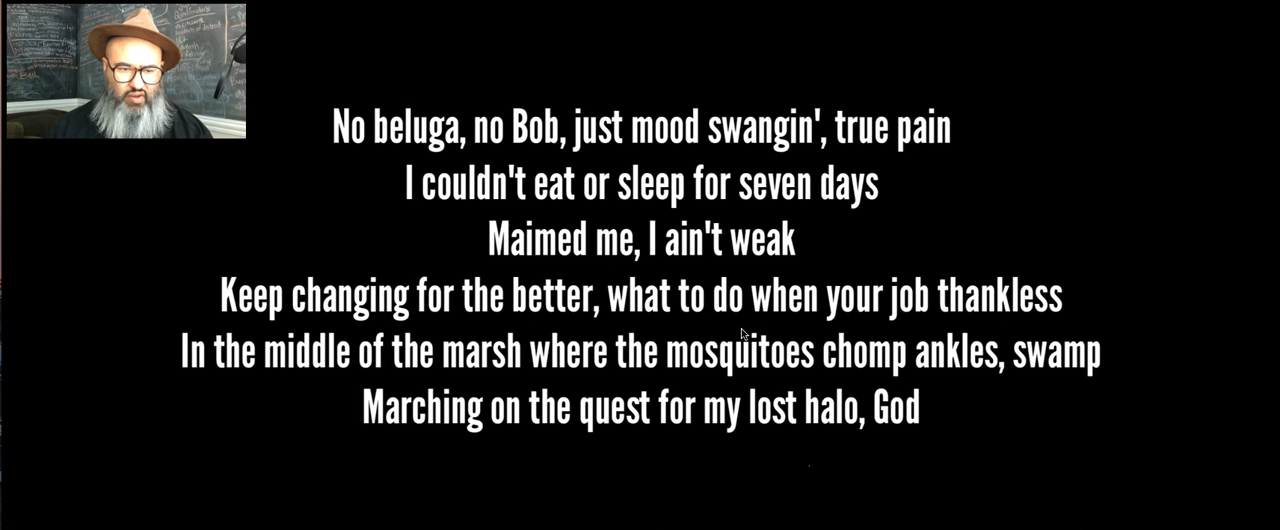 No beluga, no Bob, just mood swangin', true pain
I couldn't eat or sleep for seven days
Maimed me, I ain't weak
Keep changing for the better, what to do when your job thankless
In the middle of the marsh where the mosquitoes chomp ankles, swamp
Marching on the quest for my lost halo, God